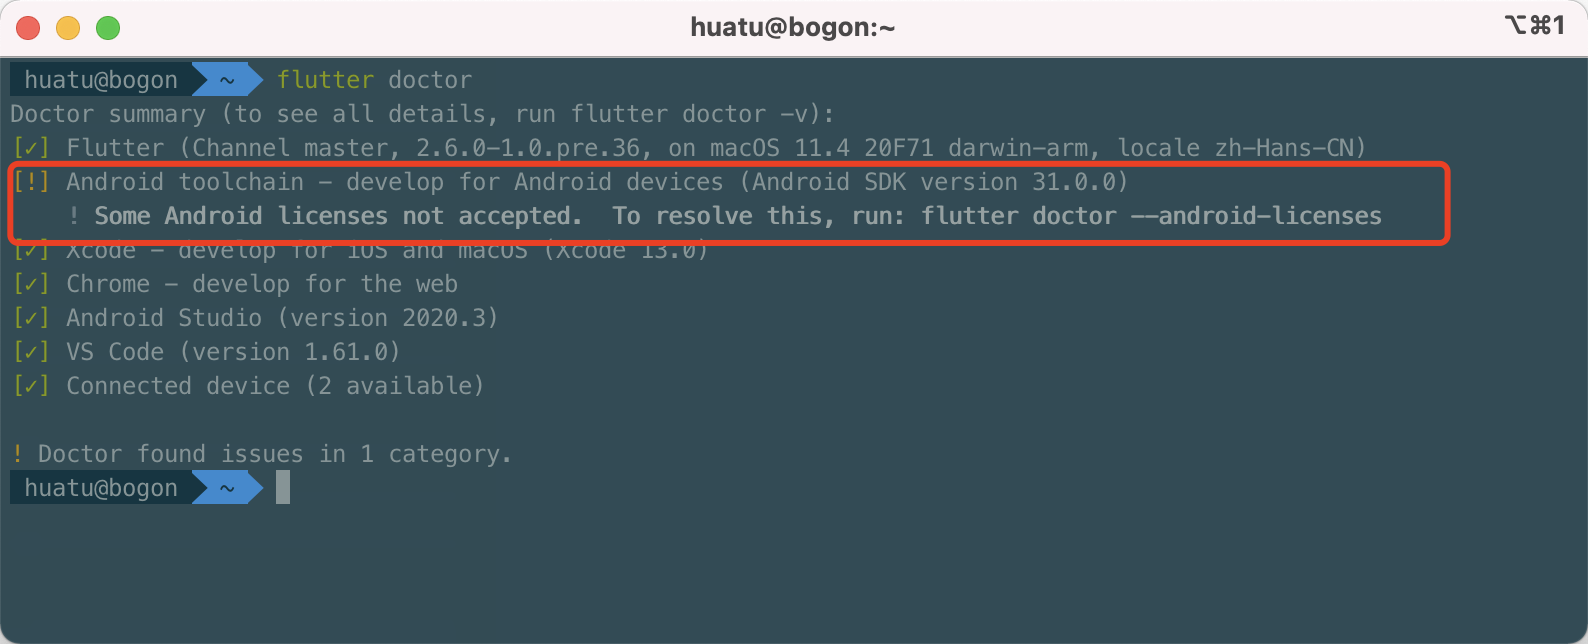 huatu@bogon:~
⌥⌘1
huatu@bogon ~ flutter doctor
Doctor summary (to see all details, run flutter doctor -v):
[✓] Flutter (Channel master, 2.6.0-1.0.pre.36, on macOS 11.4 20F71 darwin-arm, locale zh-Hans-CN)
[!] Android toolchain - develop for Android devices (Android SDK version 31.0.0)
! Some Android licenses not accepted.  To resolve this, run: flutter doctor --android-licenses
[✓] Xcode - develop for iOS and macOS (Xcode 13.0)
[✓] Chrome - develop for the web
[✓] Android Studio (version 2020.3)
[✓] VS Code (version 1.61.0)
[✓] Connected device (2 available)
! Doctor found issues in 1 category.
huatu@bogon ~